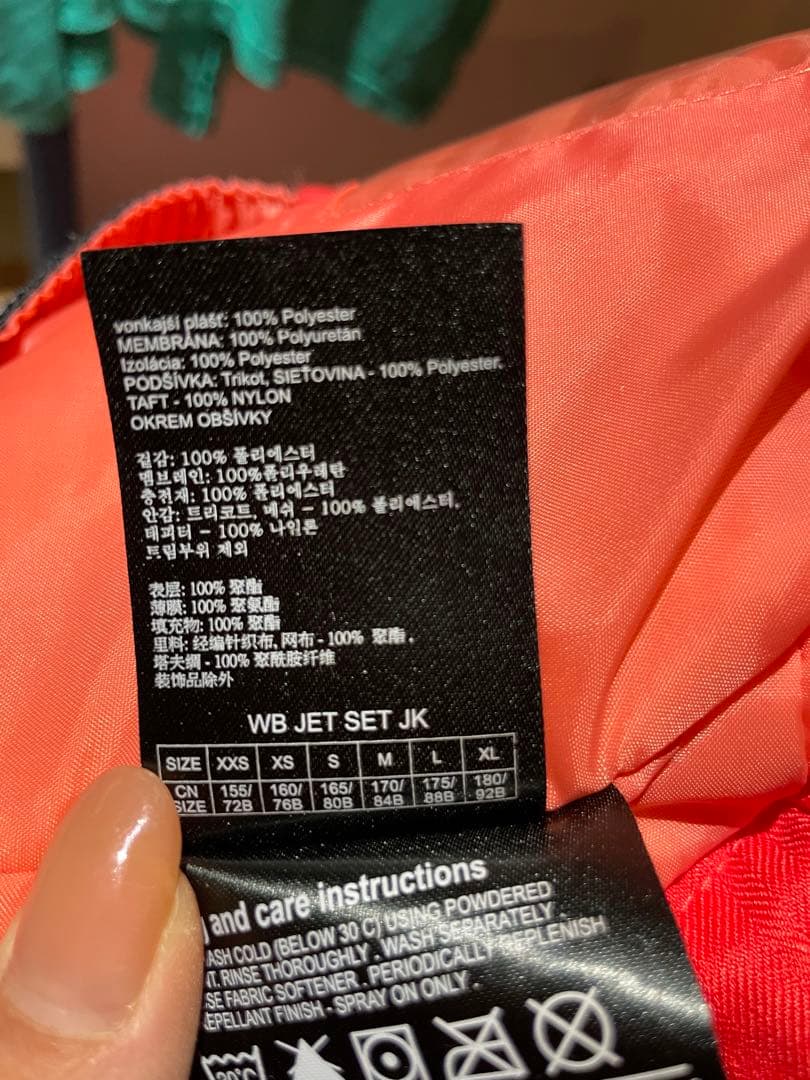 vonkajší plášť: 100% Polyester
MEMBRÁNA: 100% Polyuretán
Izolácia: 100% Polyester
PODŠÍVKA: Trikot, SIEŤOVINA - 100% Polyester.
TAFT - 100% NYLON
OKREM OBŠÍVKY
겉감: 100% 폴리에스터
멤브레인: 100%폴리우레탄
충전재: 100% 폴리에스터
안감: 트리코트, 메쉬 - 100% 폴리에스터.
태피터 - 100% 나일론
트림부위 제외
表层: 100% 聚酯
薄膜: 100% 聚氨酯
填充物: 100% 聚酯
里料: 经编针织布, 网布 - 100% 聚酯.
塔夫绸 - 100% 聚酰胺纤维
装饰品除外
WB JET SET JK
SIZE XXS XS S M L XL
CN SIZE 155/72B 160/76B 165/80B 170/84B 175/88B 180/92B
and care instructions
ASH COLD (BELOW 30 C) USING POWDERED
T. RINSE THOROUGHLY . WASH SEPARATELY .
SE FABRIC SOFTENER . PERIODICALLY REPLENISH
EPELLANT FINISH - SPRAY ON ONLY .
30°C